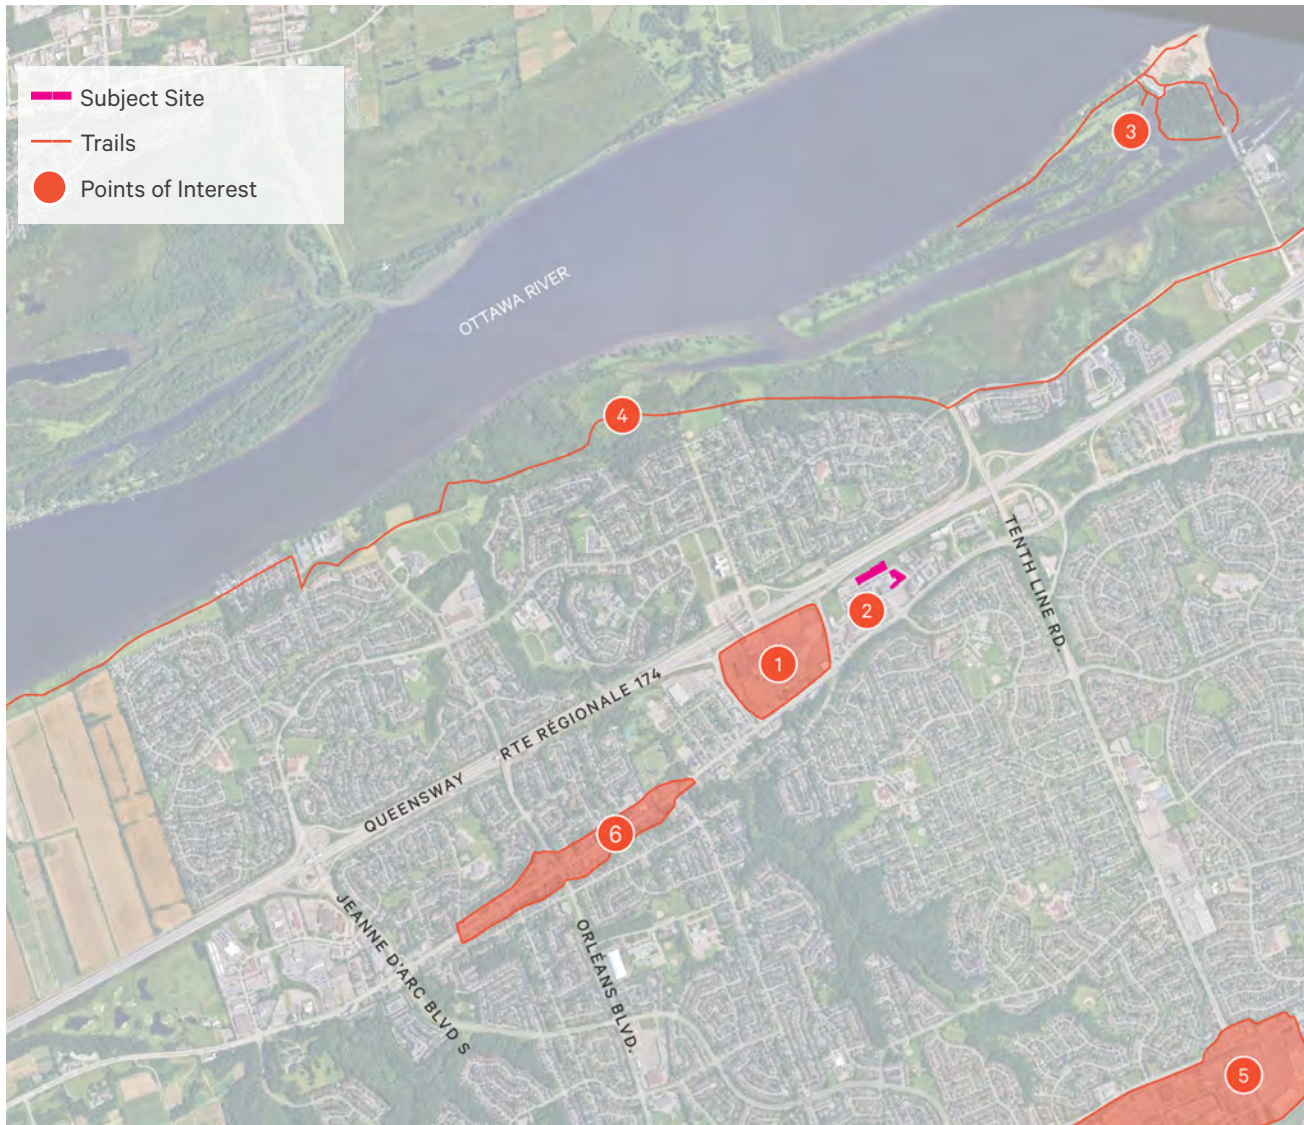 Subject Site
Trails
Points of Interest
3
OTTAWA RIVER
4
TENTH LINE RD.
2
1
QUEENSWAY
RTE RÉGIONALE 174
6
JEANNE D'ARC BLVD S
ORLÉANS BLVD.
5